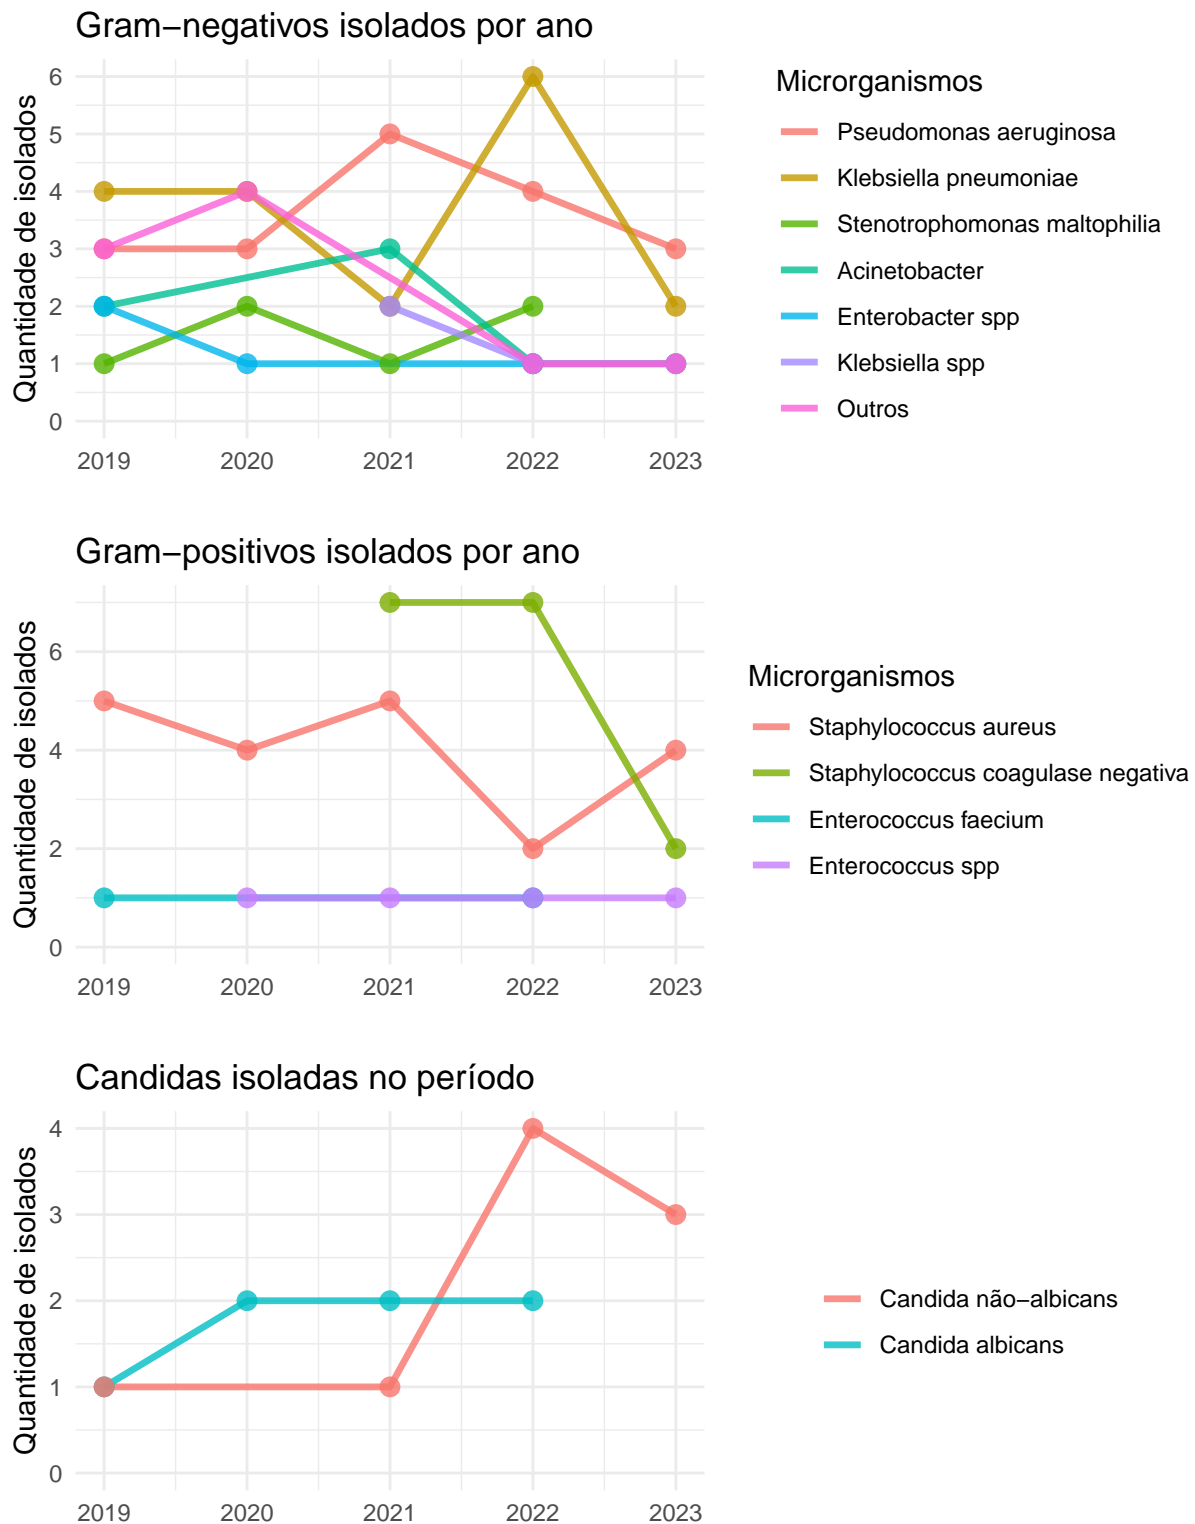 Gram−negativos isolados por ano
Quantidade de isolados
6
5
4
3
2
1
0
2019 2020 2021 2022 2023
Microrganismos
Pseudomonas aeruginosa
Klebsiella pneumoniae
Stenotrophomonas maltophilia
Acinetobacter
Enterobacter spp
Klebsiella spp
Outros
Gram−positivos isolados por ano
Quantidade de isolados
6
4
2
0
2019 2020 2021 2022 2023
Microrganismos
Staphylococcus aureus
Staphylococcus coagulase negativa
Enterococcus faecium
Enterococcus spp
Candidas isoladas no período
Quantidade de isolados
4
3
2
1
0
2019 2020 2021 2022 2023
Candida não−albicans
Candida albicans